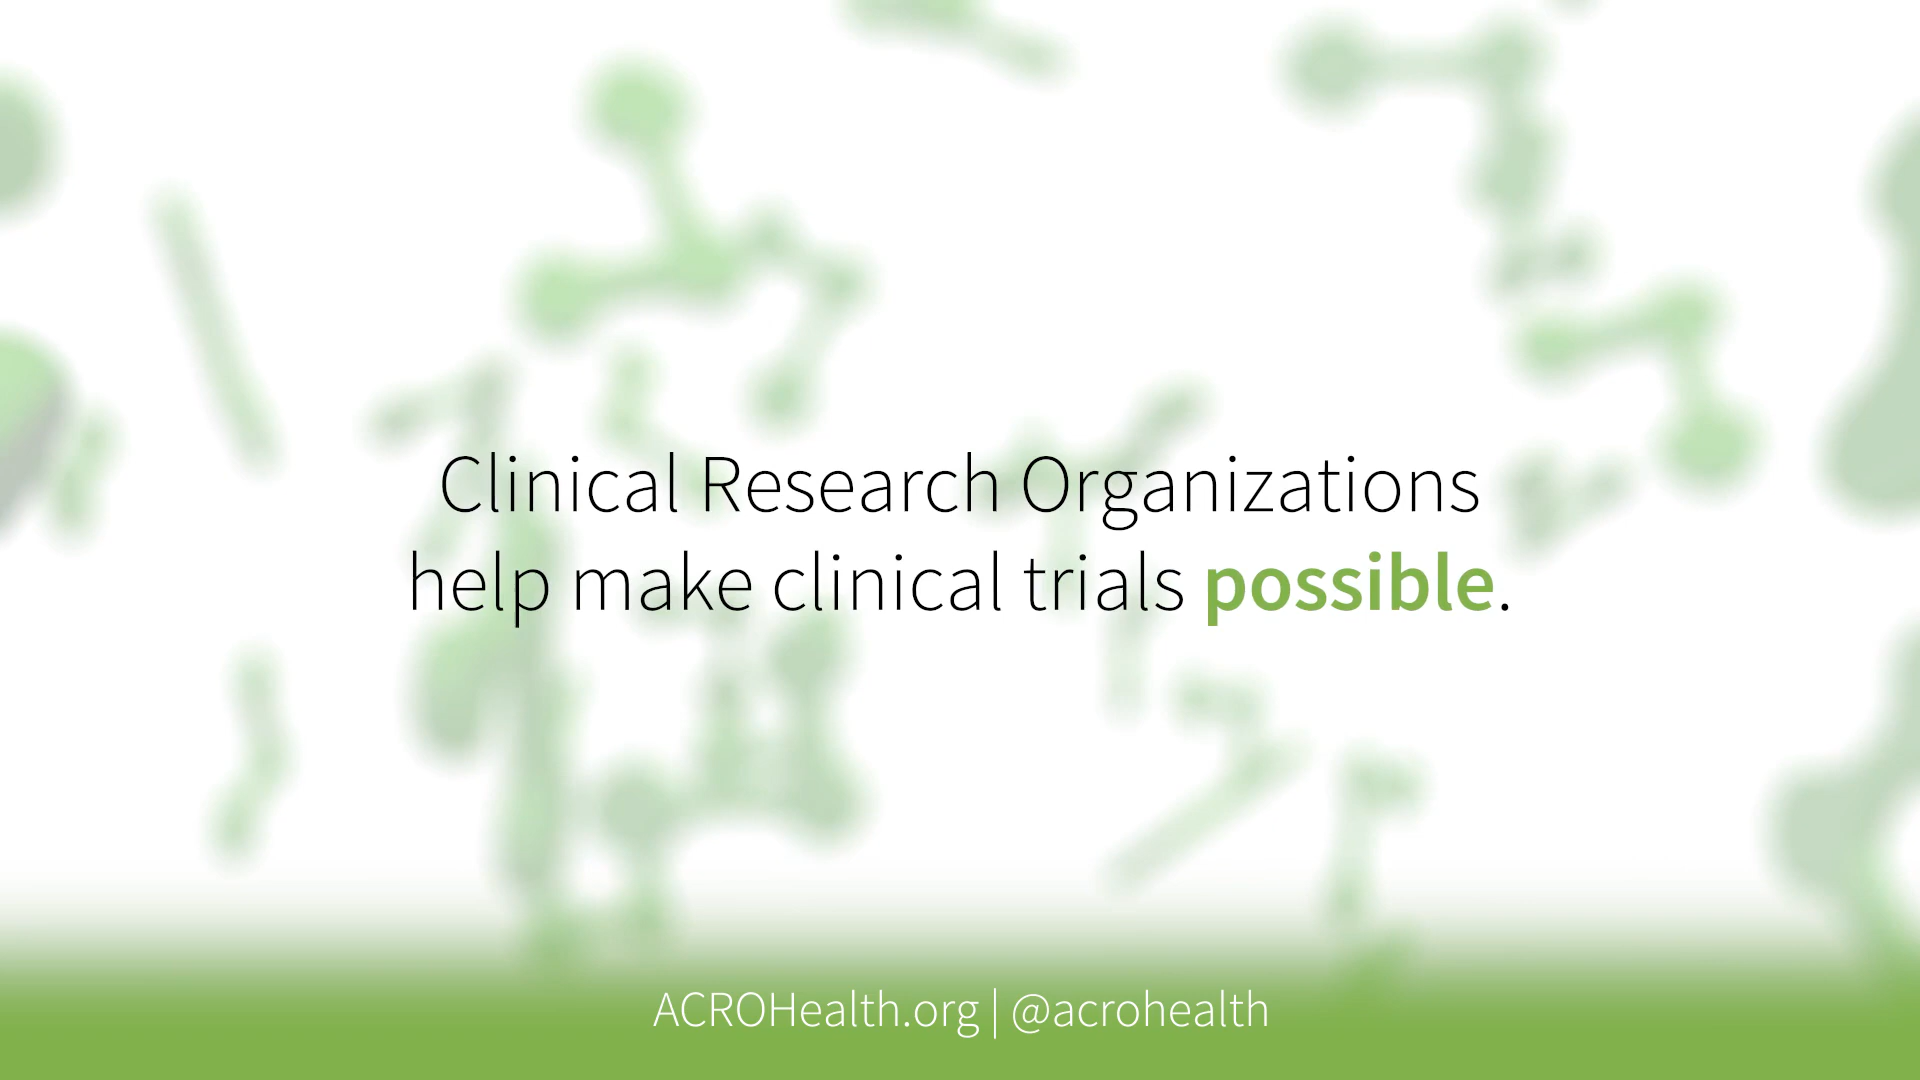 Clinical Research Organizations
help make clinical trials possible.
ACROHealth.org | @acrohealth